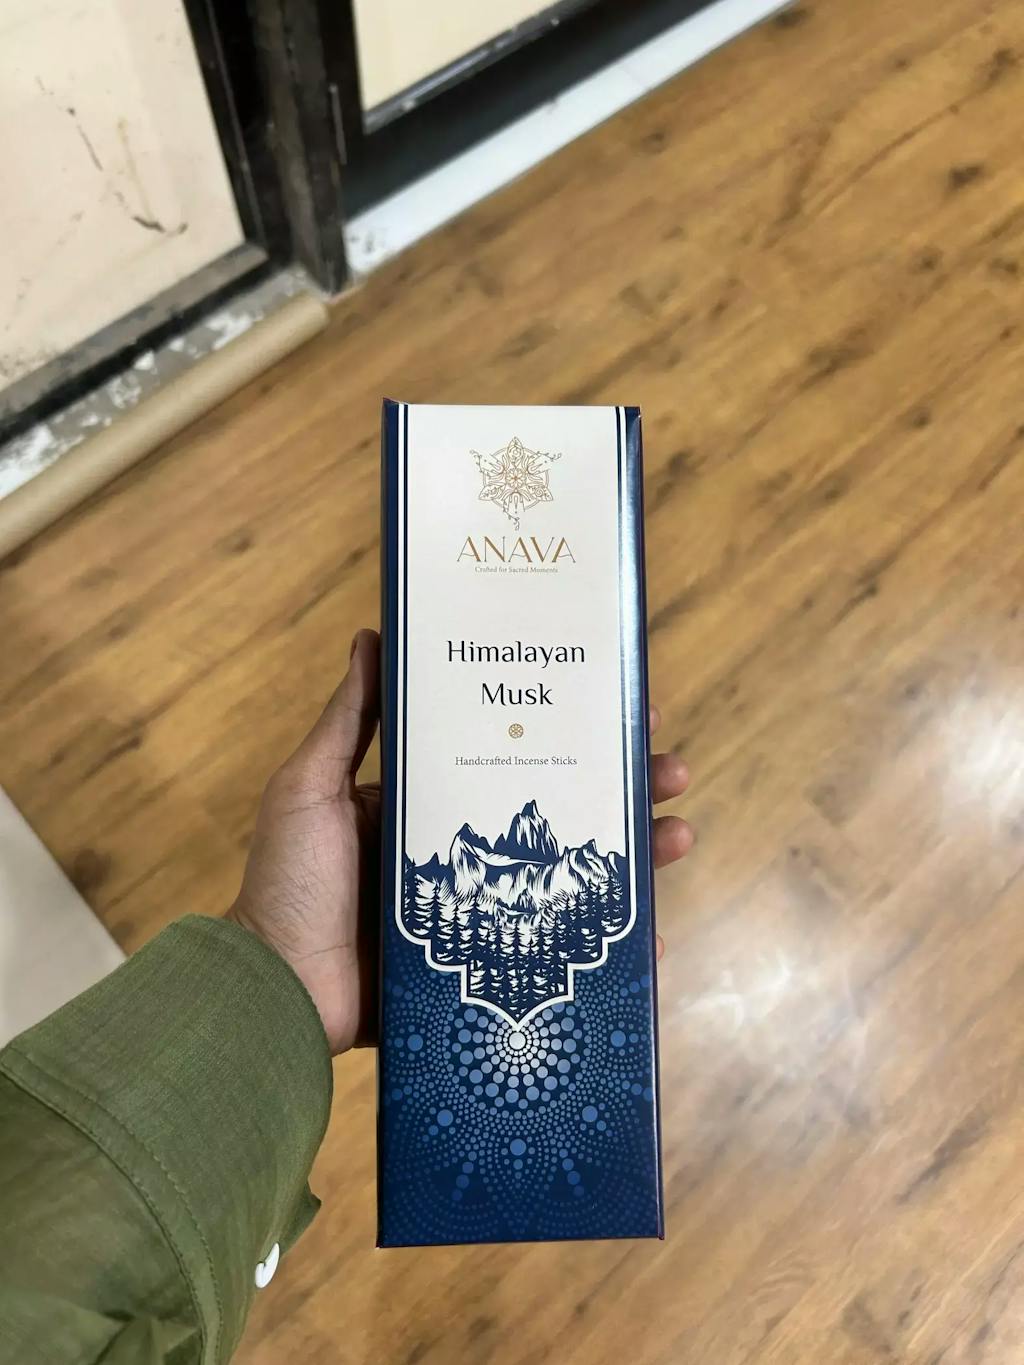 ANAVA
Crafted for Sacred Moments
Himalayan
Musk
Handcrafted Incense Sticks